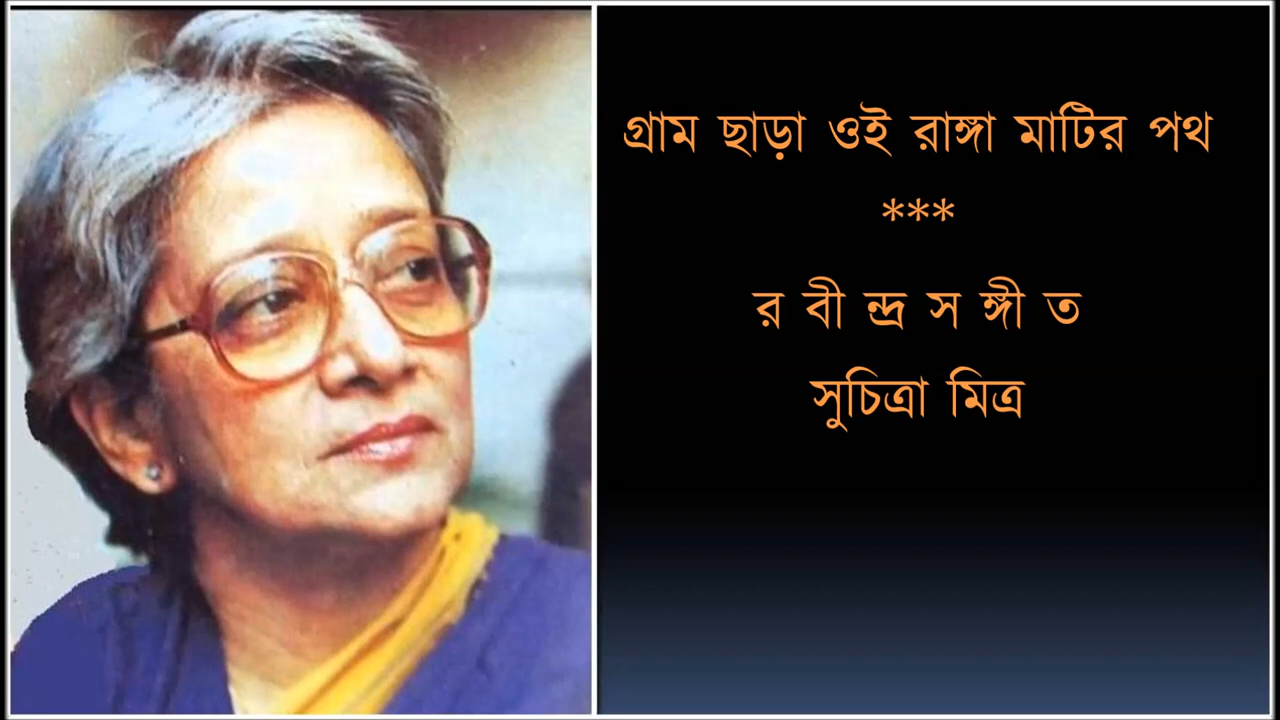 গ্রাম ছাড়া ওই রাঙ্গা মাটির পথ
***
র বী ন্দ্র স ঙ্গী ত
সুচিত্রা মিত্র